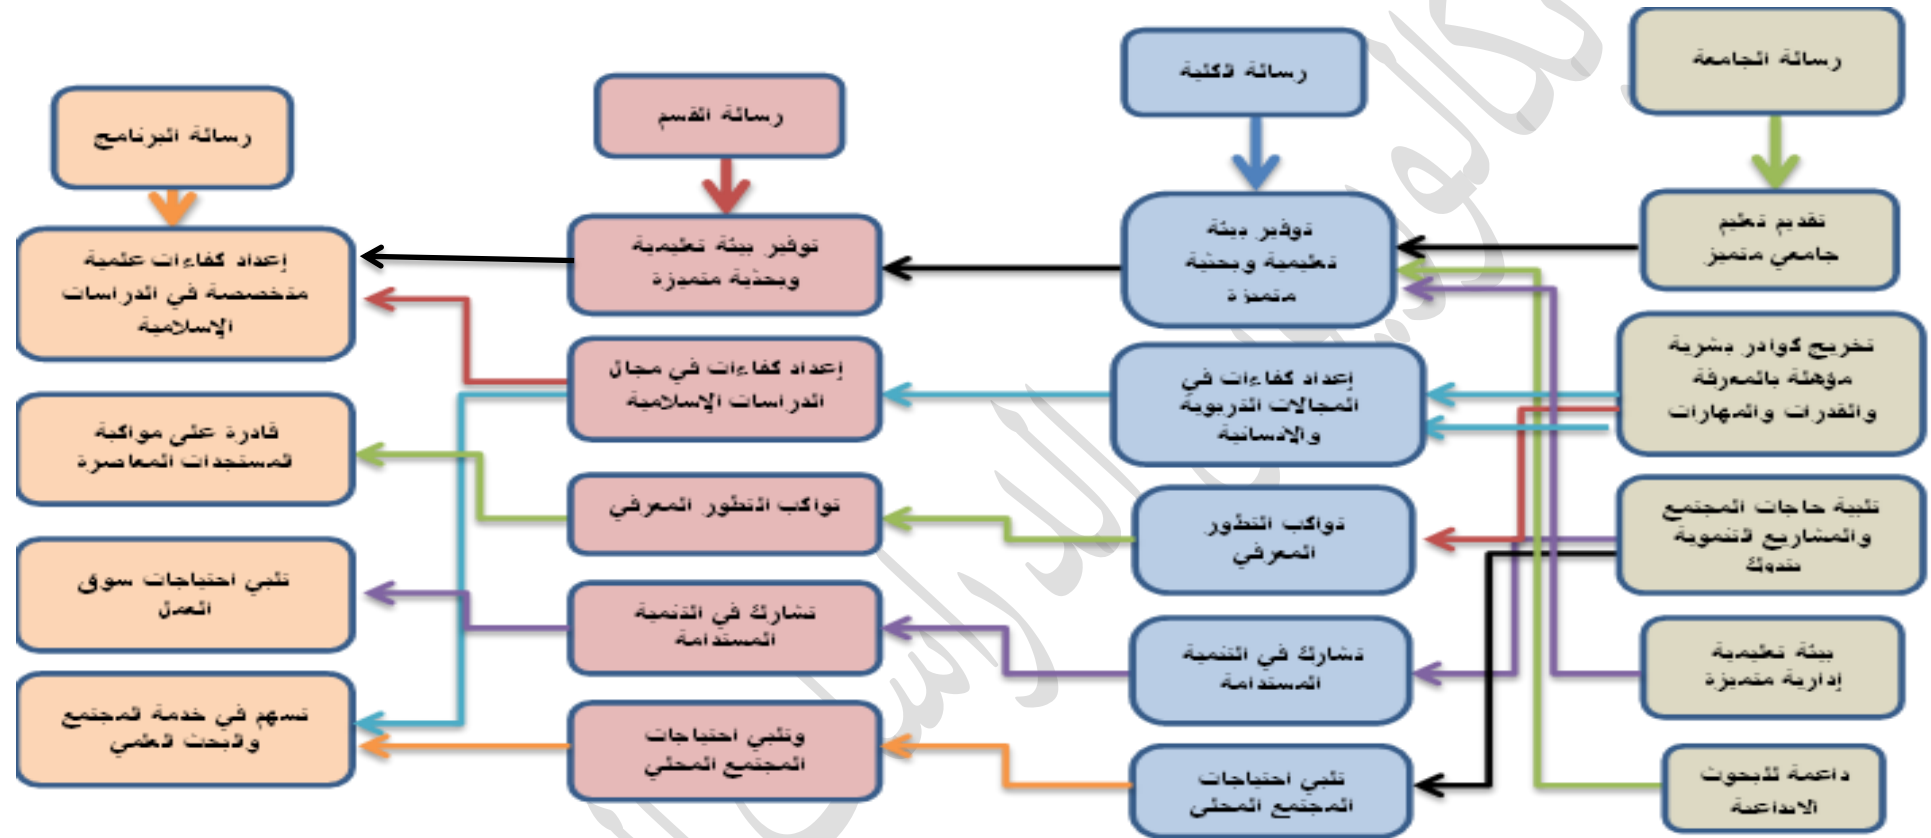 رسالة الجامعة
تقديم تعليم
جامعي متميز
تخريج كوادر بشرية
مؤهلة بالمعرفة
والقدرات والمهارات
تلبية حاجات المجتمع
والمشاريع التنموية
بيئة تعليمية
إدارية متميزة
داعمة للبحوث
الابداعية
رسالة الكلية
توفير بيئة
تعليمية وبحثية
متميزة
إعداد كفاءات في
المجالات التربوية
والانسانية
تواكب التطور
المعرفي
تشارك في التنمية
المستدامة
تلبي احتياجات
المجتمع المحلي
رسالة القسم
توفير بيئة تعليمية
وبحثية متميزة
إعداد كفاءات في مجال
الدراسات الإسلامية
تواكب التطور المعرفي
تشارك في التنمية
المستدامة
وتلبي احتياجات
المجتمع المحلي
رسالة البرنامج
إعداد كفاءات علمية
متخصصة في الدراسات
الإسلامية
قادرة على مواكبة
المستجدات المعاصرة
تلبي احتياجات سوق
العمل
تسهم في خدمة المجتمع
والبحث العلمي